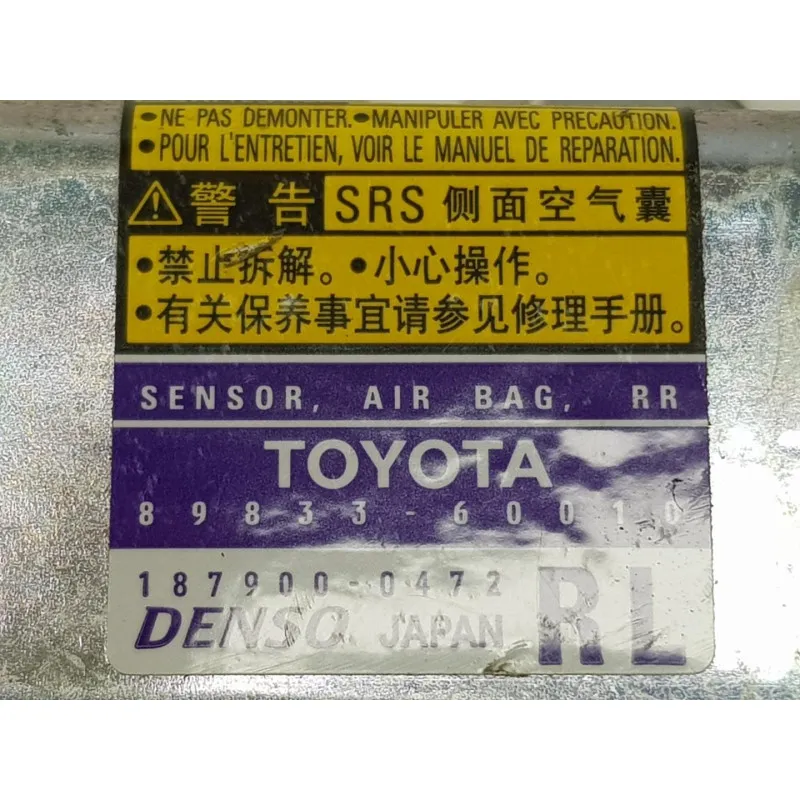 •NE PAS DEMONTER.•MANIPULER AVEC PRECAUTION.
•POUR L'ENTRETIEN, VOIR LE MANUEL DE REPARATION.
警告 SRS 侧面空气囊
•禁止拆解。•小心操作。
•有关保养事宜请参见修理手册。
SENSOR, AIR BAG, RR
TOYOTA
89833-60010
187900-0472
DENSO JAPAN RL